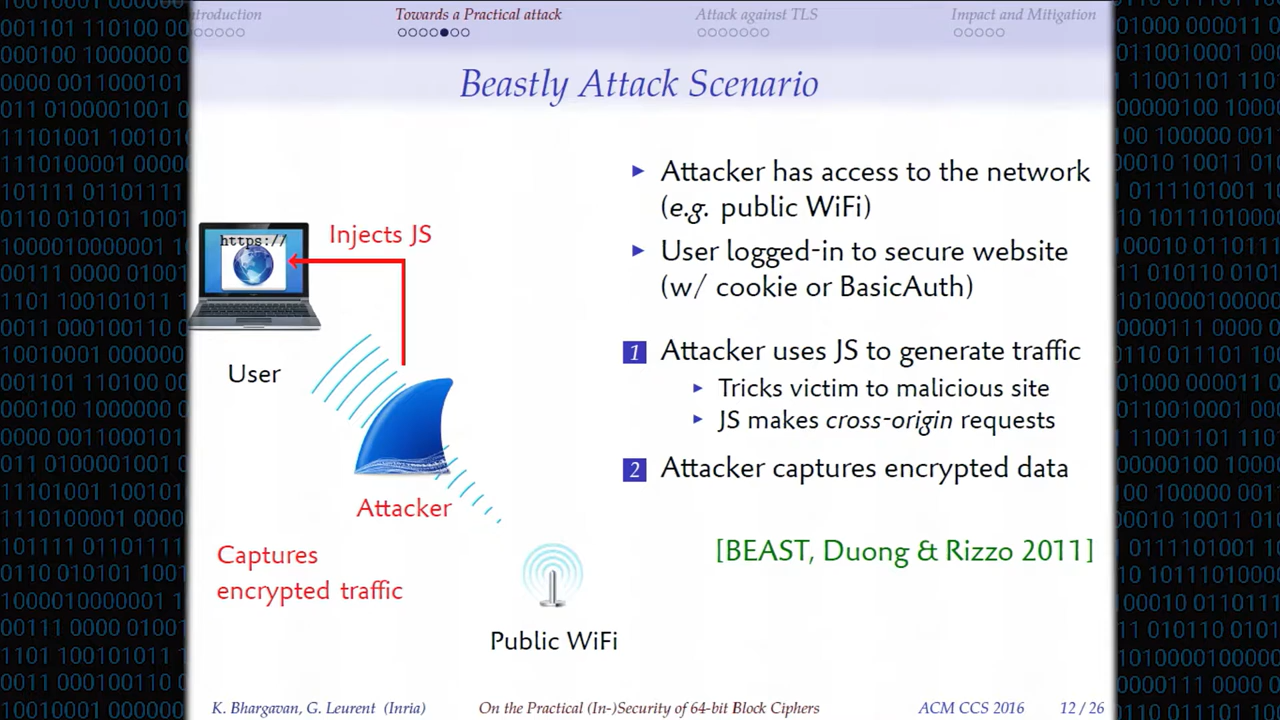 ntroduction
Towards a Practical attack
Attack against TLS
Impact and Mitigation
Beastly Attack Scenario
https://
Injects JS
User
Attacker
Captures
encrypted traffic
Public WiFi
Attacker has access to the network
(e.g. public WiFi)
User logged-in to secure website
(w/ cookie or BasicAuth)
1 Attacker uses JS to generate traffic
Tricks victim to malicious site
JS makes cross-origin requests
2 Attacker captures encrypted data
[BEAST, Duong & Rizzo 2011]
K. Bhargavan, G. Leurent (Inria)
On the Practical (In-)Security of 64-bit Block Ciphers
ACM CCS 2016
12 / 26